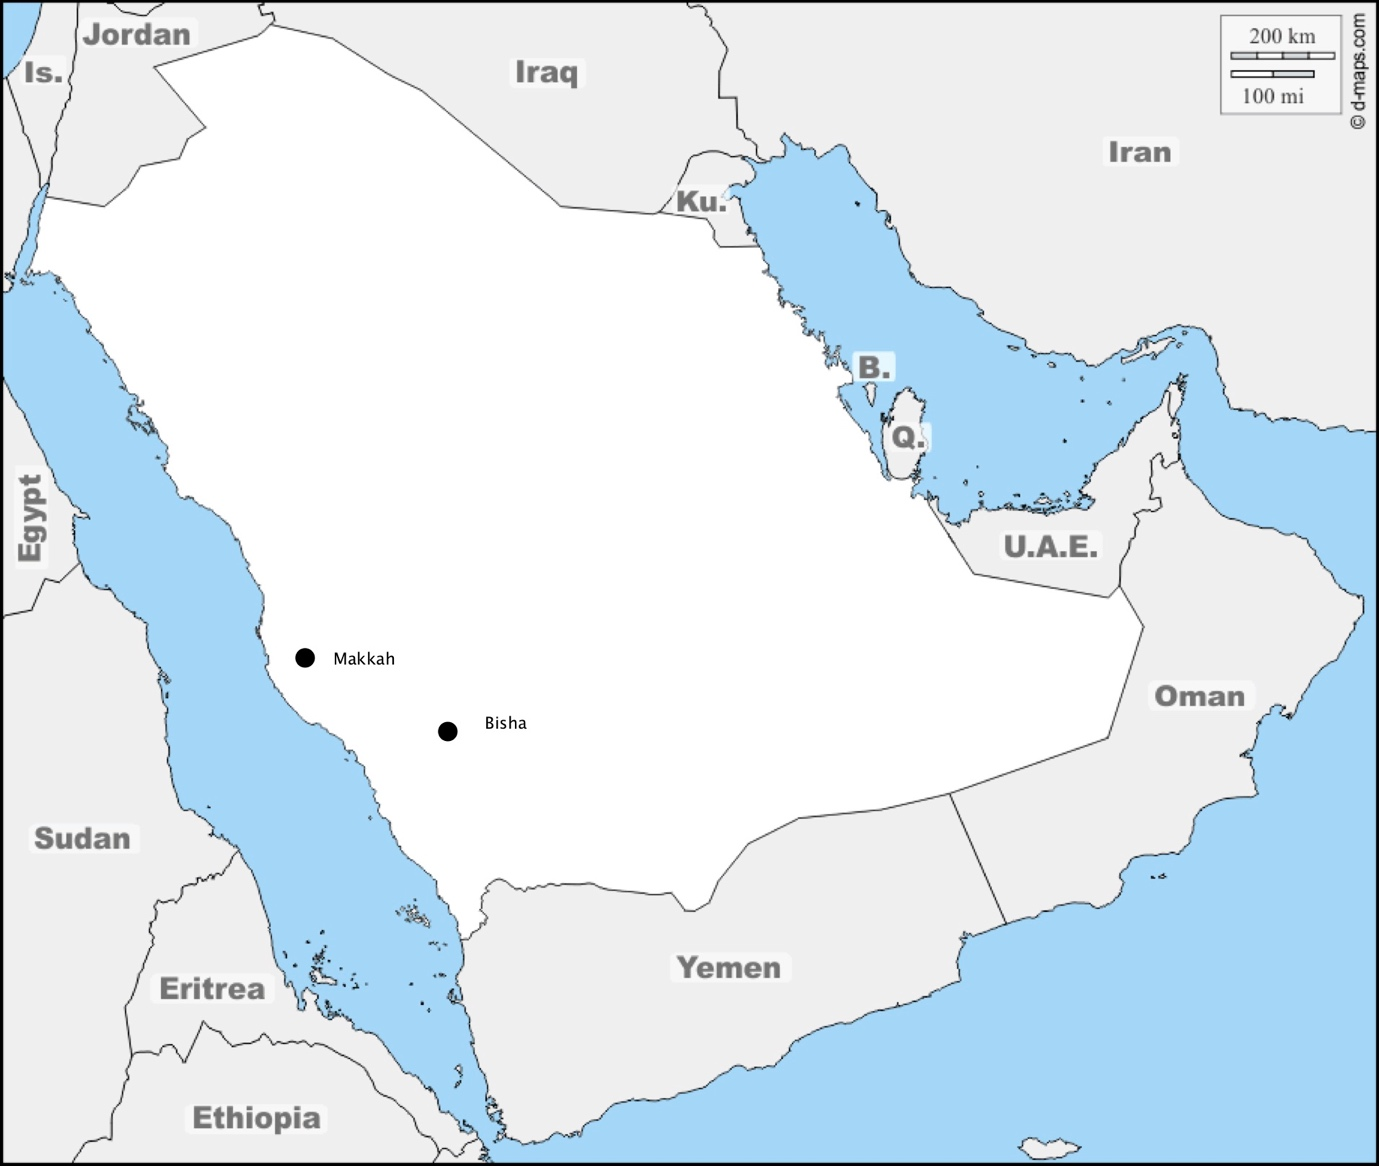 Jordan
Is.
Iraq
200 km
100 mi
© d-maps.com
Iran
Ku.
B.
Q.
Egypt
U.A.E.
Makkah
Bisha
Oman
Sudan
Yemen
Eritrea
Ethiopia